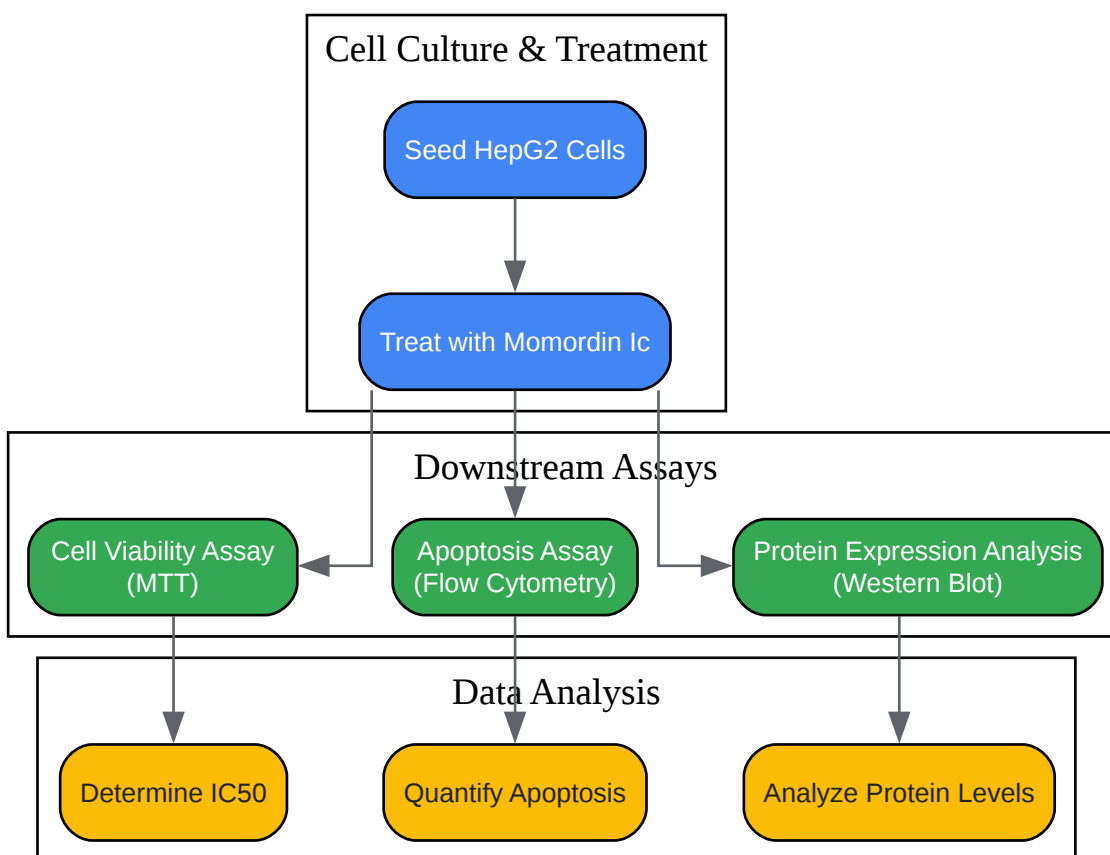 Cell Culture & Treatment
Seed HepG2 Cells
Treat with Momordin Ic
Downstream Assays
Cell Viability Assay
(MTT)
Apoptosis Assay
(Flow Cytometry)
Protein Expression Analysis
(Western Blot)
Data Analysis
Determine IC50
Quantify Apoptosis
Analyze Protein Levels